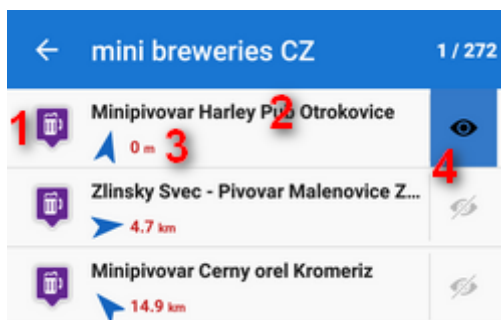 mini breweries CZ 1 / 272
1 Minipivovar Harley Pub Otrokovice 2
0 m 3
4
Zlinsky Svec - Pivovar Malenovice Z...
4.7 km
Minipivovar Cerny orel Kromeriz
14.9 km